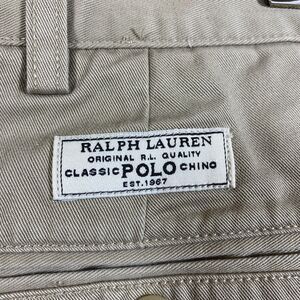 RALPH LAUREN
ORIGINAL R.L. QUALITY
CLASSIC POLO CHINO
EST. 1967